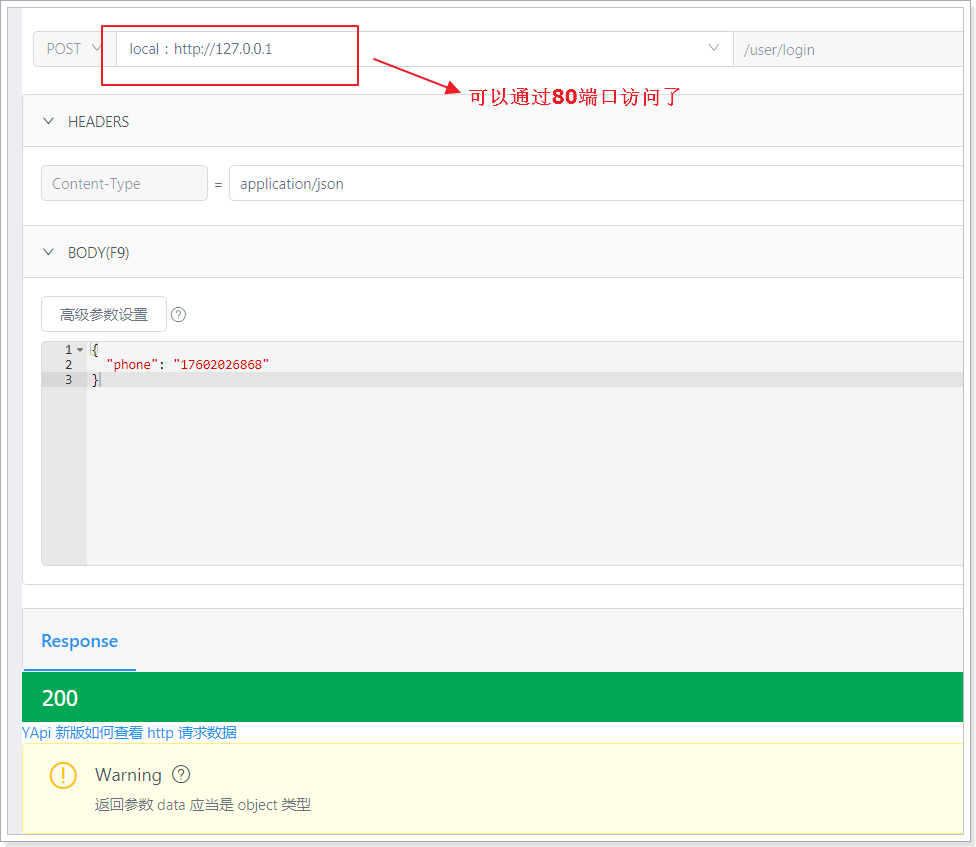 POST local：http://127.0.0.1 /user/login
可以通过80端口访问了
HEADERS
Content-Type = application/json
BODY(F9)
高级参数设置 ?
1 {
2 "phone": "17602026868"
3 }
Response
200
YApi 新版如何查看 http 请求数据
! Warning ?
返回参数 data 应当是 object 类型